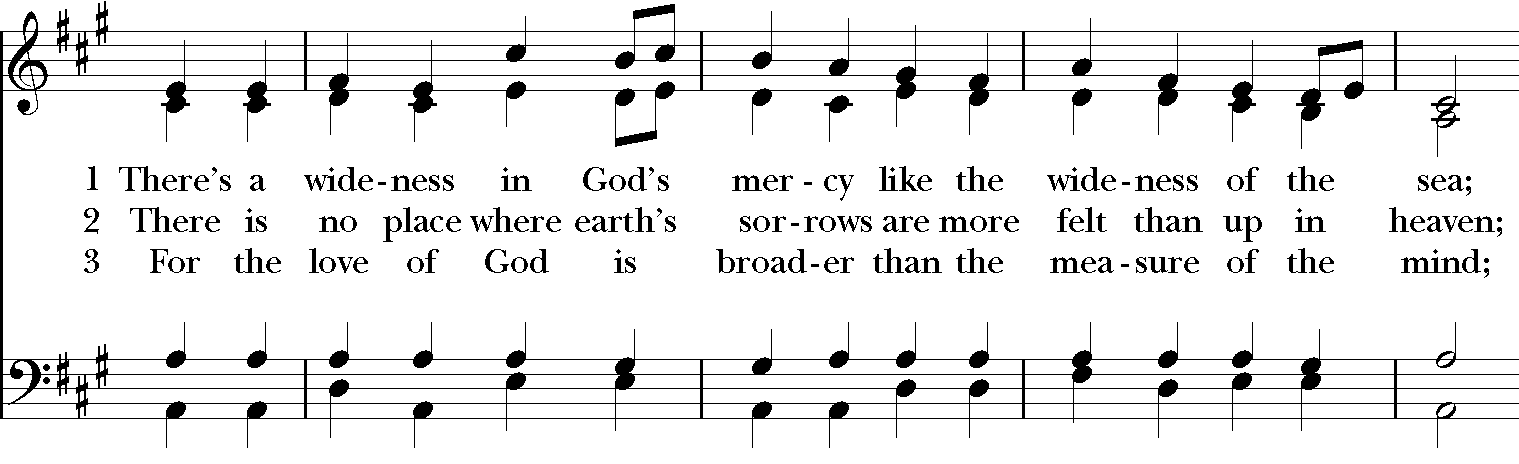 1 There's a wide-ness in God's mer-cy like the wide-ness of the sea;
2 There is no place where earth's sor-rows are more felt than up in heaven;
3 For the love of God is broad-er than the mea-sure of the mind;